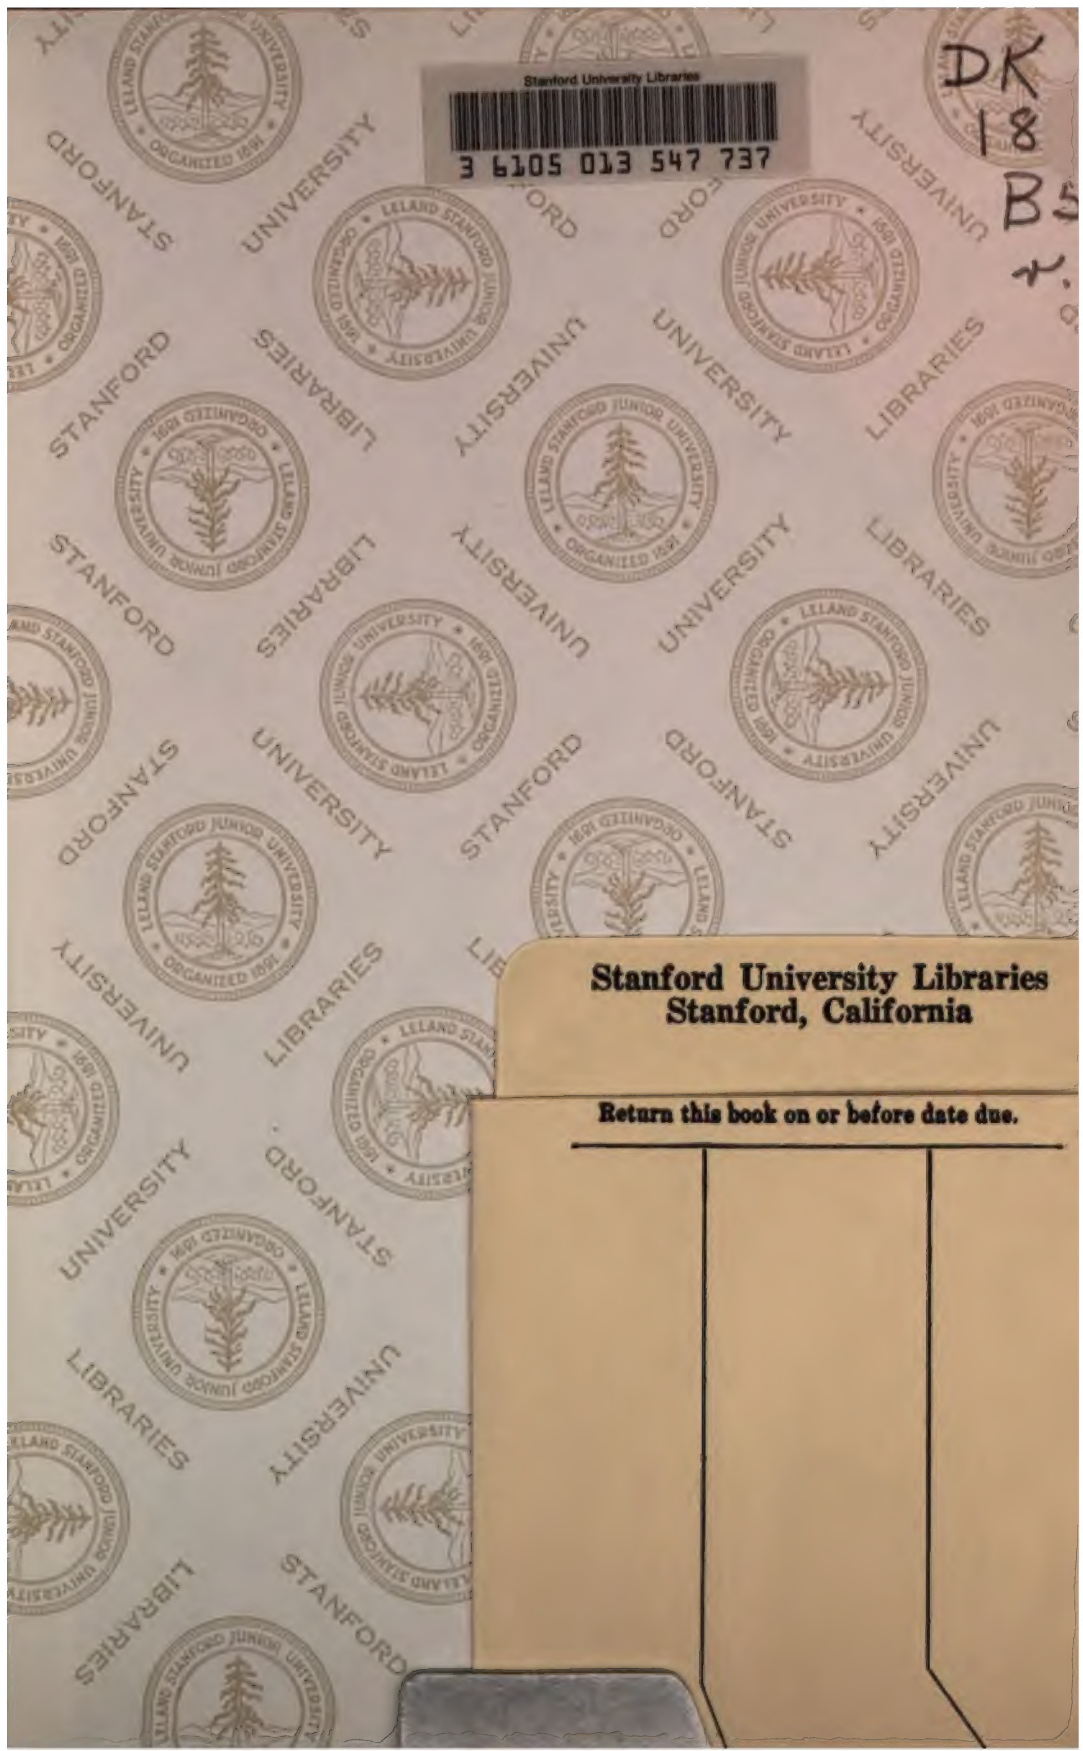 Stanford University Libraries
3 6105 013 547 737
DK
18
B5
v.
LELAND STANFORD JUNIOR UNIVERSITY
ORGANIZED 1891
STANFORD
UNIVERSITY
LIBRARIES
Stanford University Libraries
Stanford, California
Return this book on or before date due.